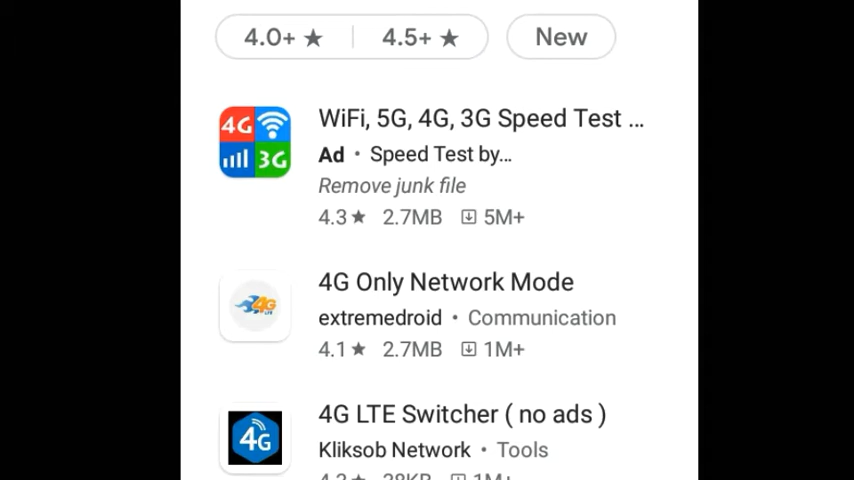 4.0+ ★ 4.5+ ★ New
4G 3G
WiFi, 5G, 4G, 3G Speed Test ...
Ad • Speed Test by...
Remove junk file
4.3 ★ 2.7MB 5M+
4G LTE
4G Only Network Mode
extremedroid • Communication
4.1 ★ 2.7MB 1M+
4G
4G LTE Switcher ( no ads )
Kliksob Network • Tools